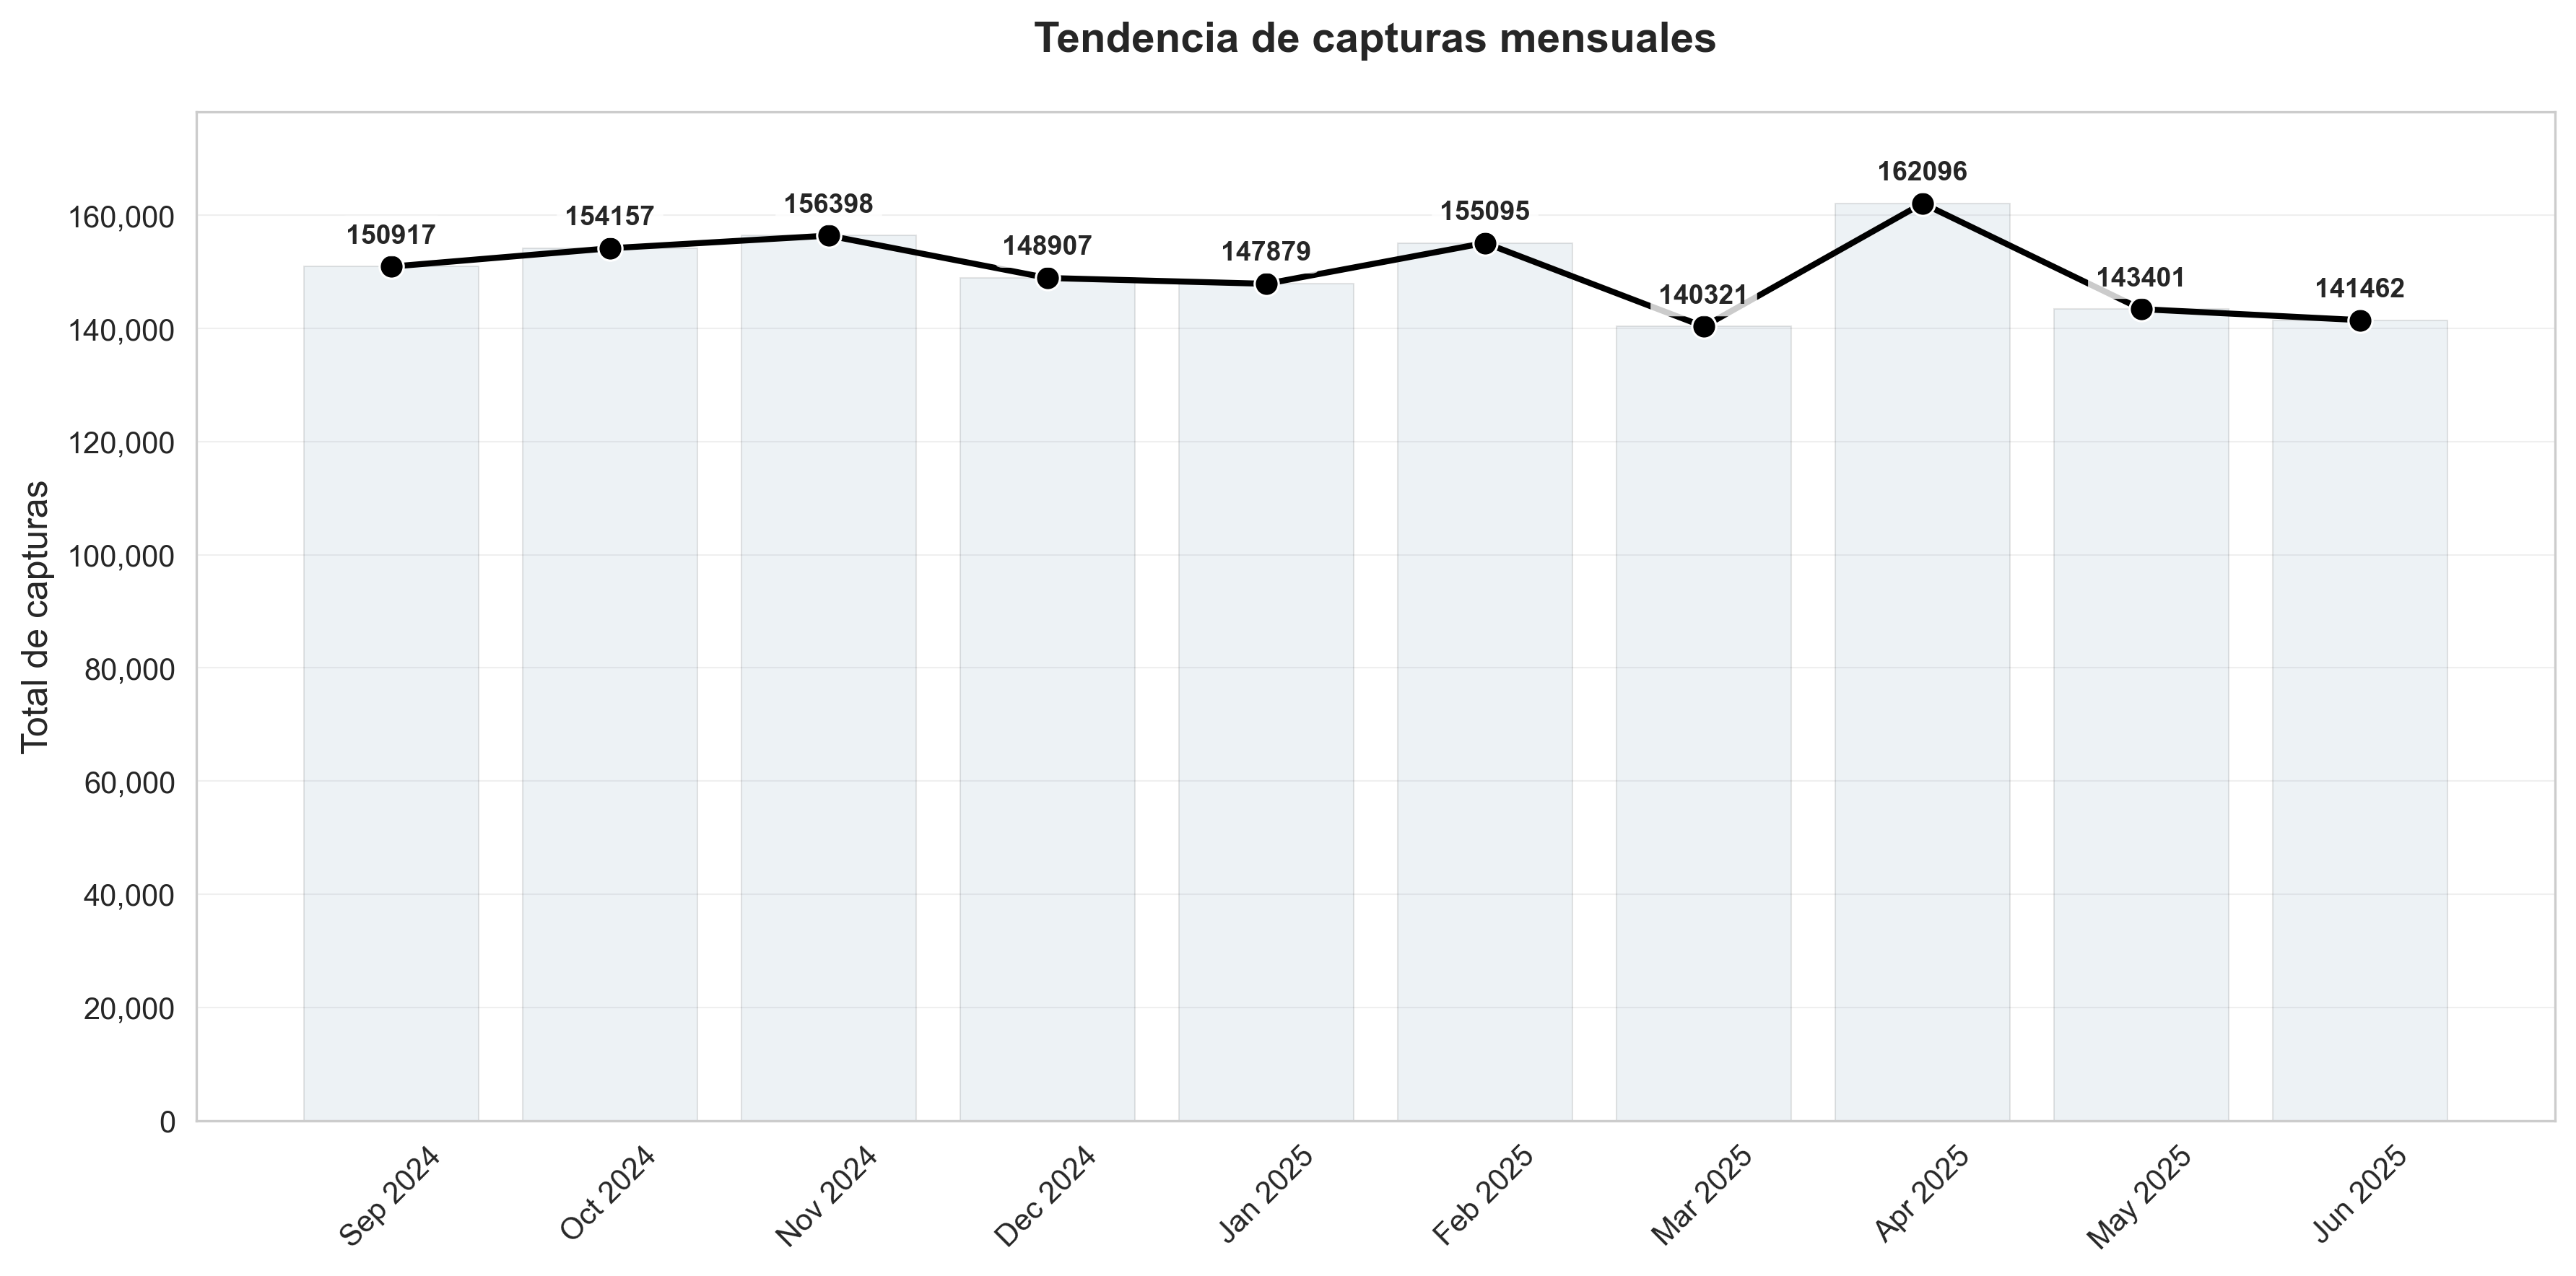 Tendencia de capturas mensuales
Total de capturas
160,000
140,000
120,000
100,000
80,000
60,000
40,000
20,000
0
150917
154157
156398
148907
147879
155095
140321
162096
143401
141462
Sep 2024
Oct 2024
Nov 2024
Dec 2024
Jan 2025
Feb 2025
Mar 2025
Apr 2025
May 2025
Jun 2025